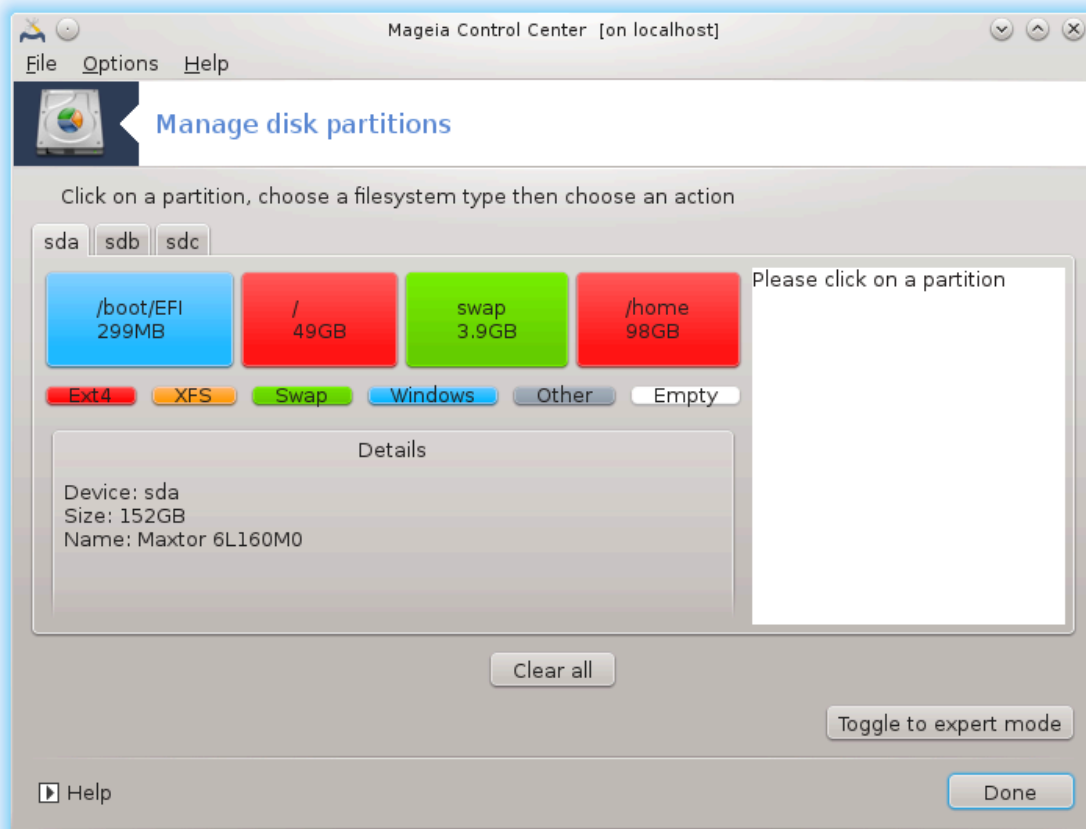 Mageia Control Center [on localhost]
File Options Help
Manage disk partitions
Click on a partition, choose a filesystem type then choose an action
sda sdb sdc
/boot/EFI
299MB
/
49GB
swap
3.9GB
/home
98GB
Please click on a partition
Ext4 XFS Swap Windows Other Empty
Details
Device: sda
Size: 152GB
Name: Maxtor 6L160M0
Clear all
Toggle to expert mode
Help
Done